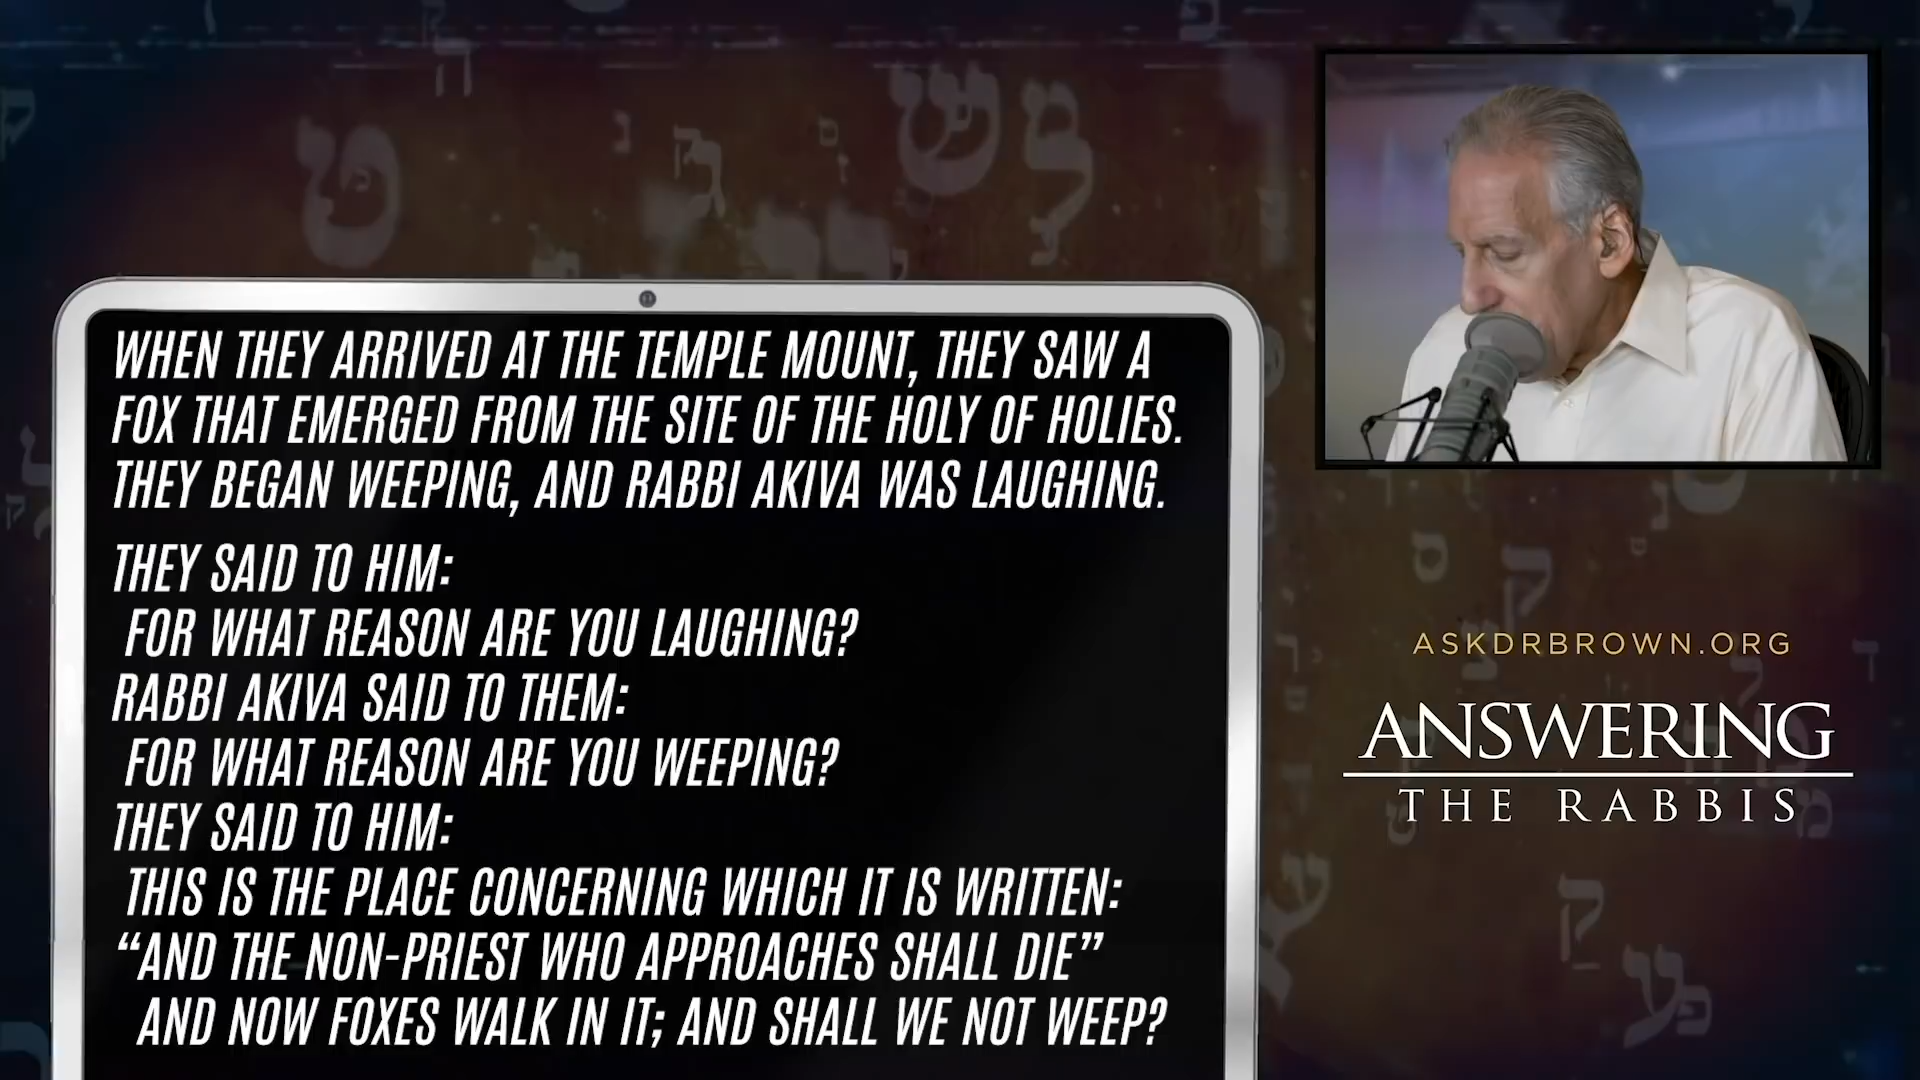 WHEN THEY ARRIVED AT THE TEMPLE MOUNT, THEY SAW A
FOX THAT EMERGED FROM THE SITE OF THE HOLY OF HOLIES.
THEY BEGAN WEEPING, AND RABBI AKIVA WAS LAUGHING.
THEY SAID TO HIM:
FOR WHAT REASON ARE YOU LAUGHING?
RABBI AKIVA SAID TO THEM:
FOR WHAT REASON ARE YOU WEEPING?
THEY SAID TO HIM:
THIS IS THE PLACE CONCERNING WHICH IT IS WRITTEN:
“AND THE NON-PRIEST WHO APPROACHES SHALL DIE”
AND NOW FOXES WALK IN IT; AND SHALL WE NOT WEEP?
ASKDRBROWN.ORG
ANSWERING
THE RABBIS